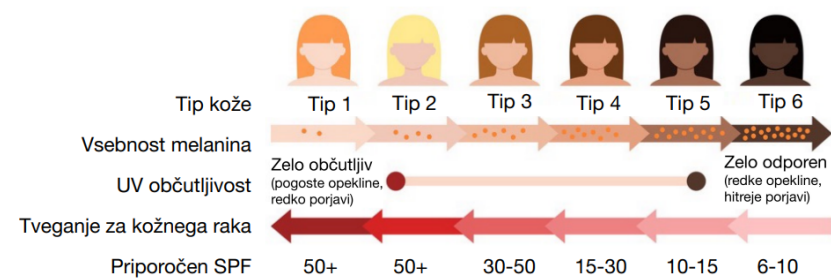 Tip kože Tip 1 Tip 2 Tip 3 Tip 4 Tip 5 Tip 6
Vsebnost melanina
UV občutljivost
Zelo občutljiv
(pogoste opekline,
redko porjavi)
Zelo odporen
(redke opekline,
hitreje porjavi)
Tveganje za kožnega raka
Priporočen SPF 50+ 50+ 30-50 15-30 10-15 6-10